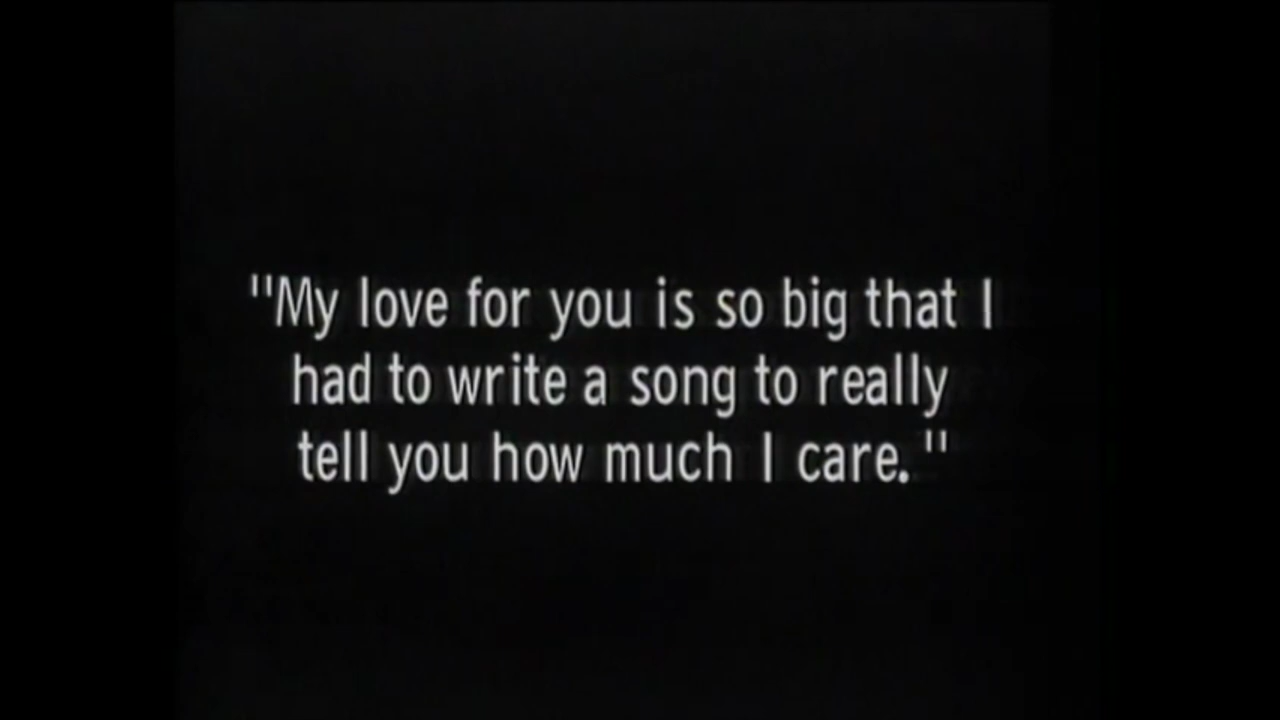 "My love for you is so big that I
had to write a song to really
tell you how much I care."